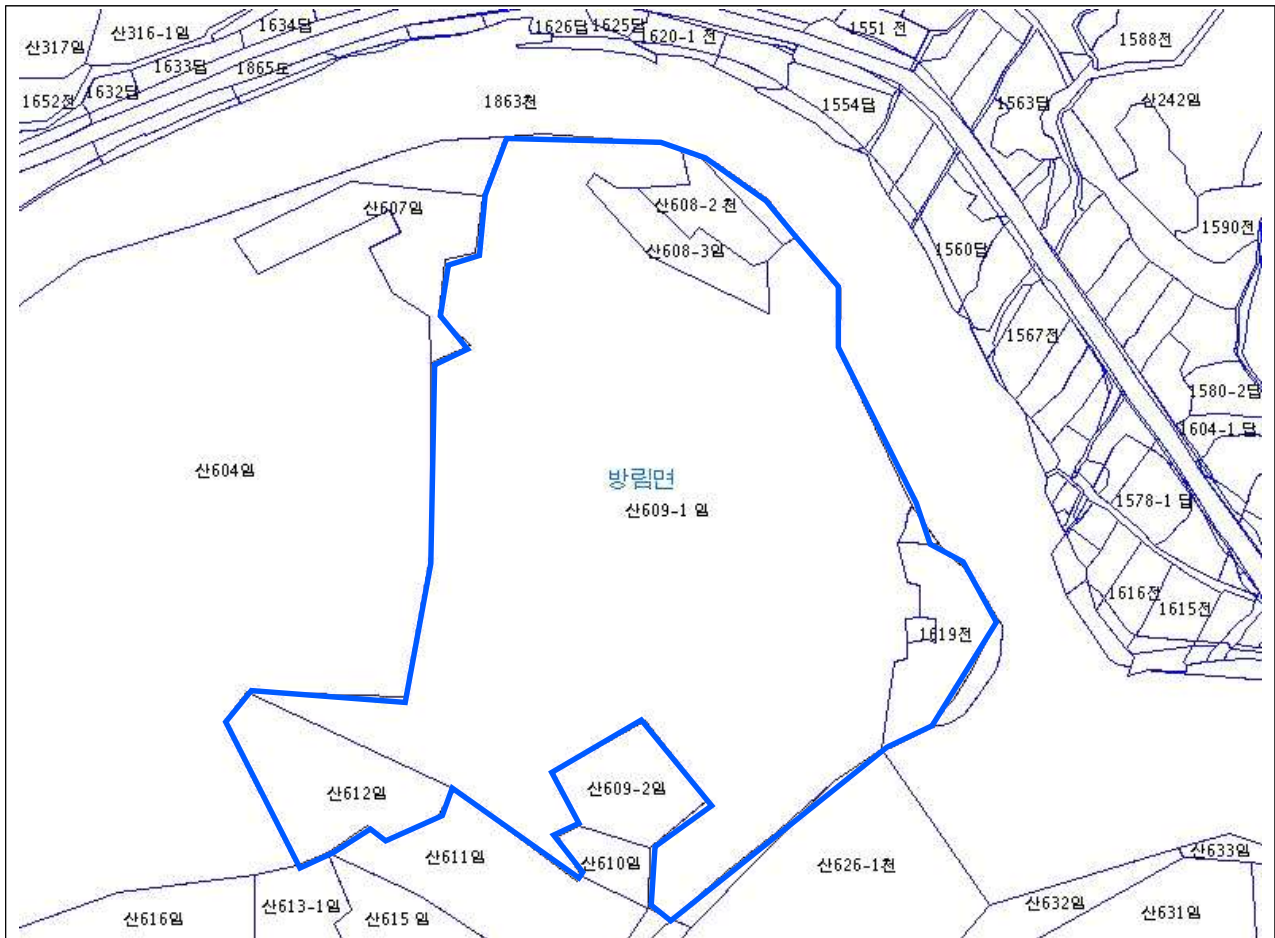 산317임
산316-1임
1634답
1626답
1625답
1620-1 전
1551 전
1588전
1633답
1865도
1652전
1632답
1863천
1554답
1563답
산242임
산607임
산608-2 천
산608-3임
1560답
1590전
1567전
1580-2답
1604-1 답
산604임
방림면
산609-1 임
1578-1 답
1616전
1615전
1619전
산612임
산609-2임
산611임
산610임
산626-1천
산633임
산616임
산613-1임
산615 임
산632임
산631임